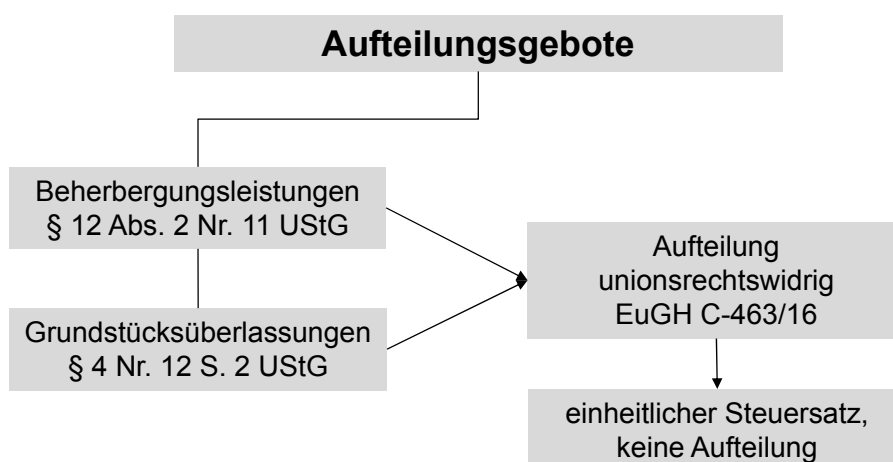 Aufteilungsgebote
Beherbergungsleistungen
§ 12 Abs. 2 Nr. 11 UStG
Grundstücksüberlassungen
§ 4 Nr. 12 S. 2 UStG
Aufteilung
unionsrechtswidrig
EuGH C-463/16
einheitlicher Steuersatz,
keine Aufteilung